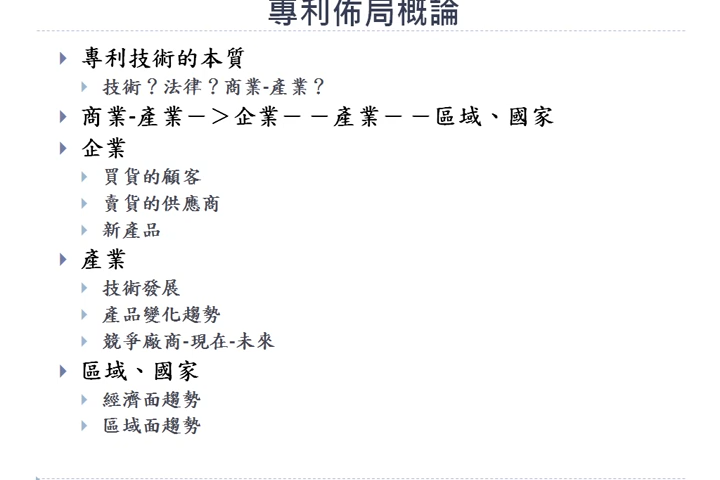 專利佈局概論
專利技術的本質
技術？法律？商業-產業？
商業-產業－＞企業－－產業－－區域、國家
企業
買貨的顧客
賣貨的供應商
新產品
產業
技術發展
產品變化趨勢
競爭廠商-現在-未來
區域、國家
經濟面趨勢
區域面趨勢